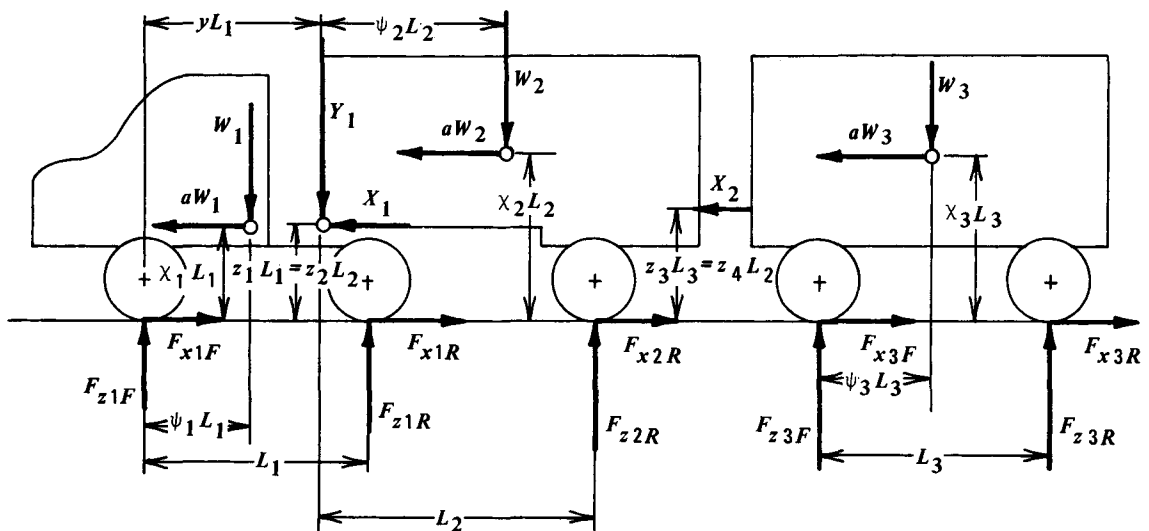 yL₁
ψ₂L₂
W₂
W₃
Y₁
W₁
aW₂
aW₃
X₂
X₁
χ₂L₂
χ₃L₃
aW₁
χ₁L₁
z₁L₁=z₂L₂
z₃L₃=z₄L₂
Fx1F
Fx1R
Fx2R
Fx3F
Fx3R
ψ₃L₃
Fz1F
ψ₁L₁
Fz1R
Fz2R
Fz3F
Fz3R
L₁
L₃
L₂